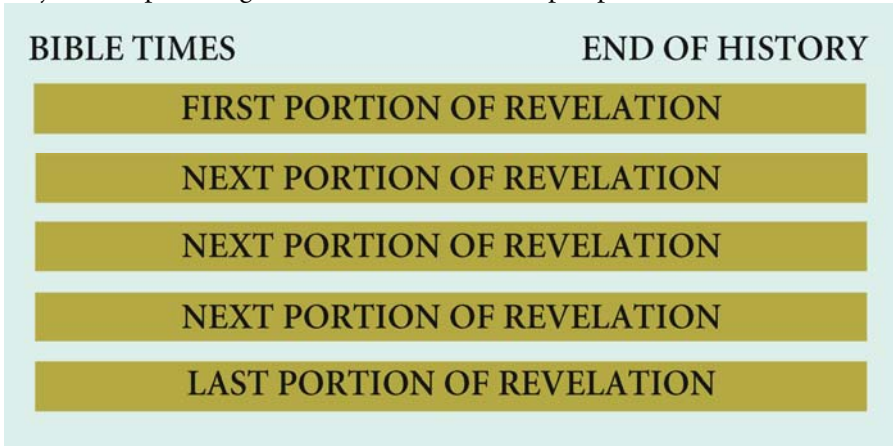 BIBLE TIMES END OF HISTORY
FIRST PORTION OF REVELATION
NEXT PORTION OF REVELATION
NEXT PORTION OF REVELATION
NEXT PORTION OF REVELATION
LAST PORTION OF REVELATION